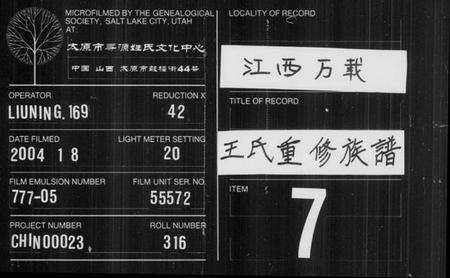 MICROFILMED BY THE GENEALOGICAL
SOCIETY, SALT LAKE CITY, UTAH
AT:
太原市寻源姓氏文化中心
中国 山西 太原市鼓楼街44号
OPERATOR
LIUNING.169
REDUCTION X
42
DATE FILMED
2004 1 8
LIGHT METER SETTING
20
FILM EMULSION NUMBER
777-05
FILM UNIT SER. NO.
55572
PROJECT NUMBER
CHIN00023.
ROLL NUMBER
316
LOCALITY OF RECORD
江西万载
TITLE OF RECORD
王氏重修族譜
ITEM
7